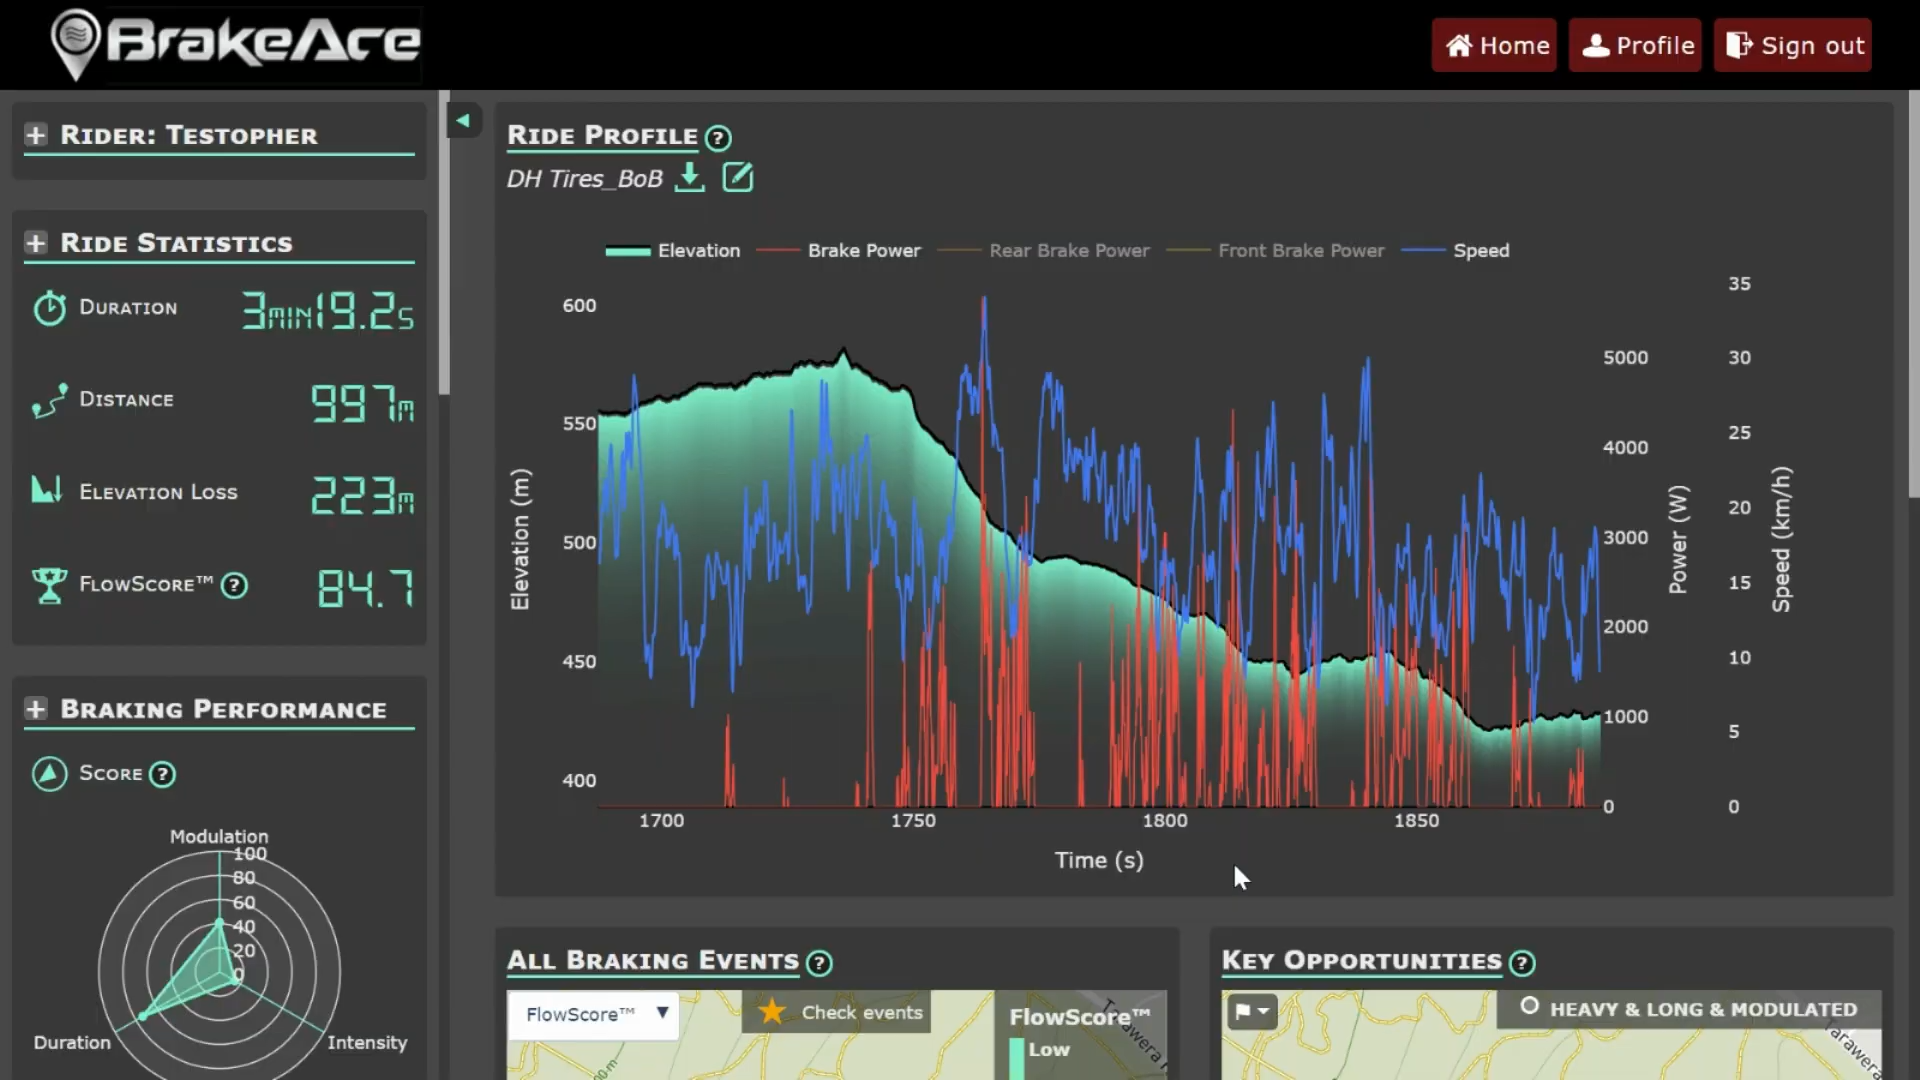 BrakeAce
Home
Profile
Sign out
Rider: Testopher
Ride Statistics
Duration
3min19.2s
Distance
997m
Elevation Loss
223m
FlowScore™ ?
84.7
Braking Performance
Score ?
Modulation
100
80
60
40
20
0
Duration
Intensity
Ride Profile ?
DH Tires_BoB
Elevation
Brake Power
Rear Brake Power
Front Brake Power
Speed
600
550
500
450
400
Elevation (m)
1700
1750
1800
1850
Time (s)
5000
4000
3000
2000
1000
0
Power (W)
35
30
25
20
15
10
5
0
Speed (km/h)
All Braking Events ?
FlowScore™
Check events
FlowScore™
Low
Tarawera
00-m
Key Opportunities ?
HEAVY & LONG & MODULATED
Tarawera